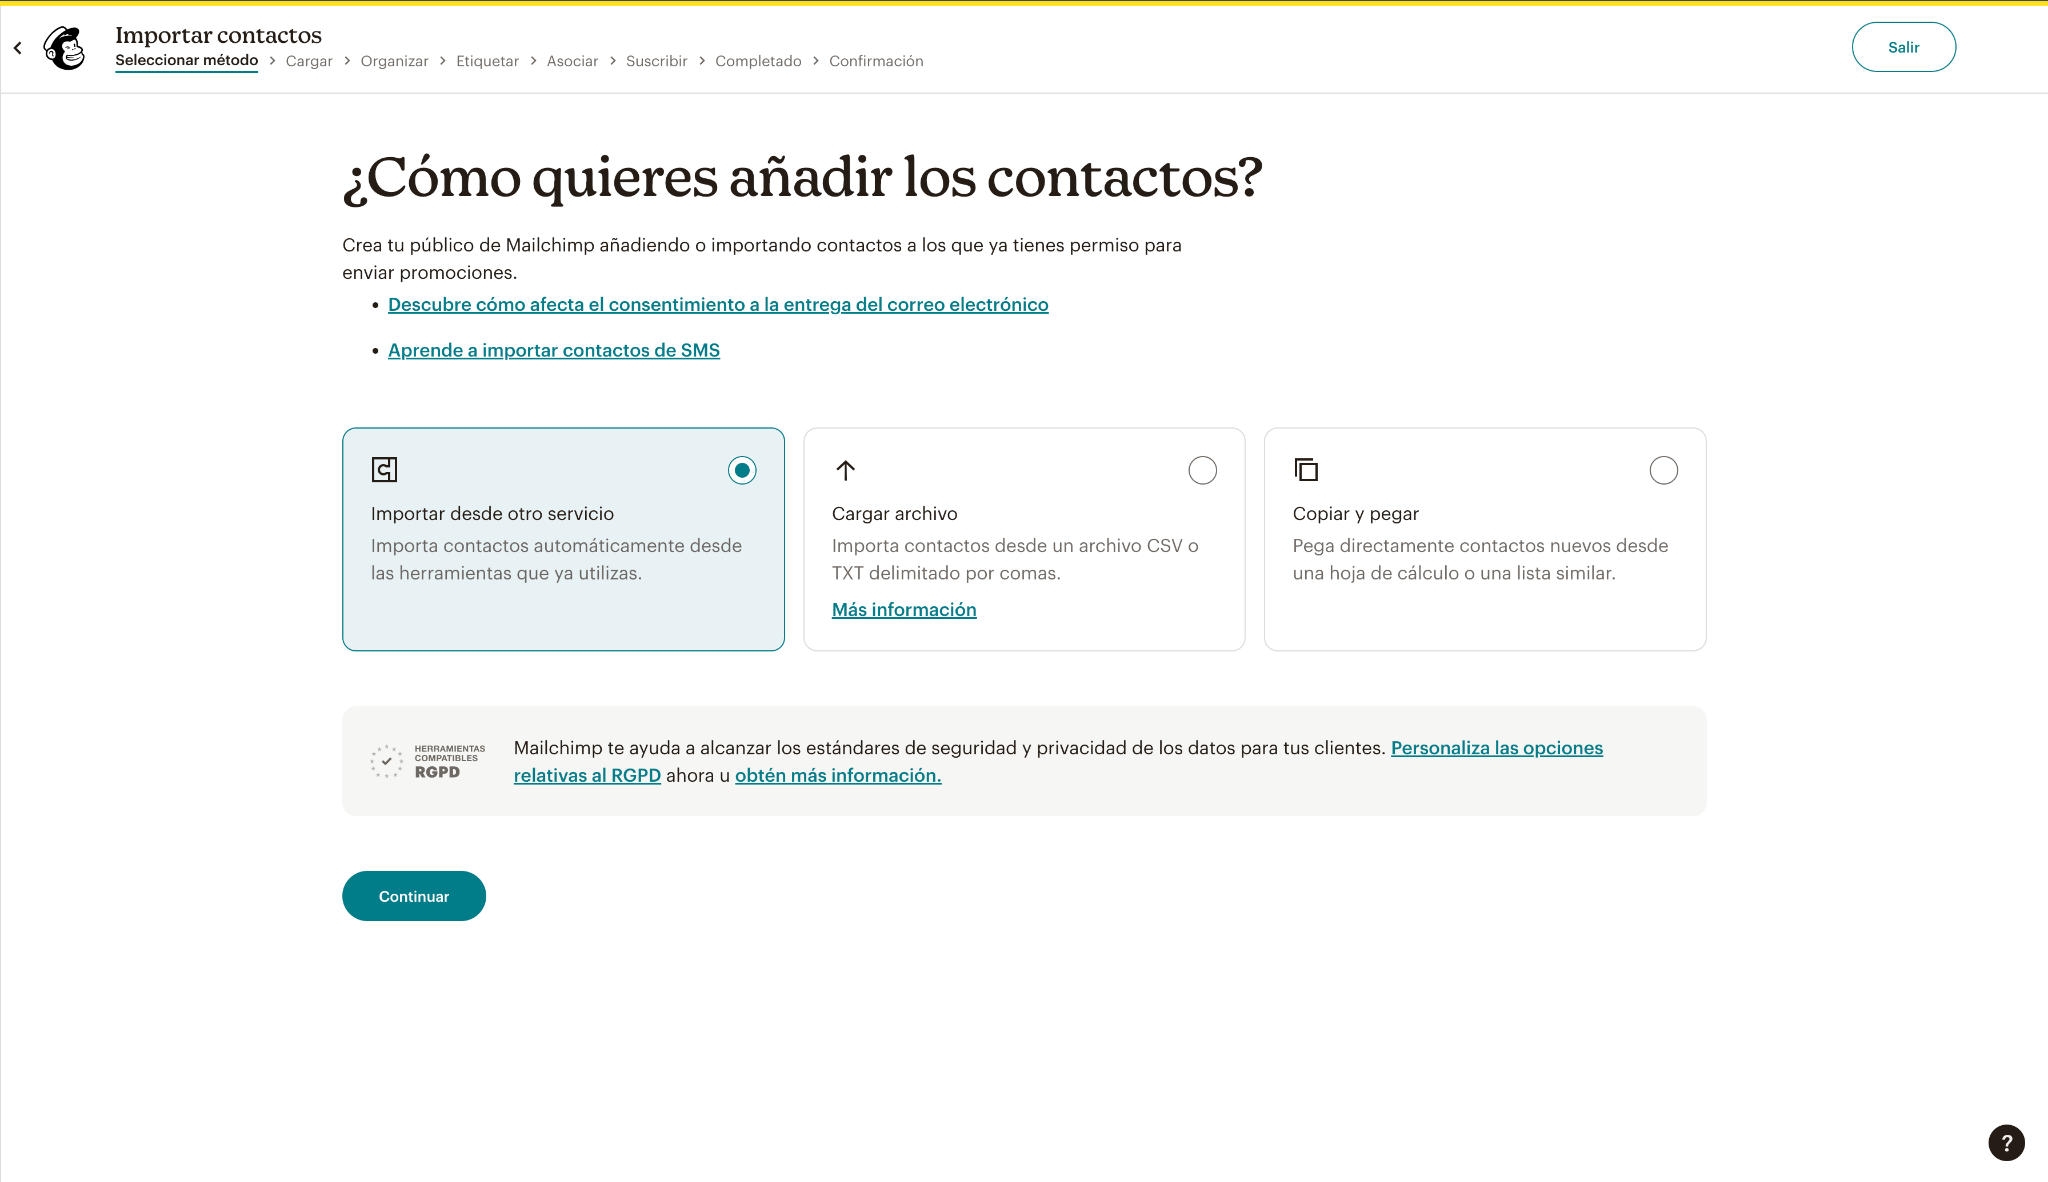 Importar contactos
Seleccionar método > Cargar > Organizar > Etiquetar > Asociar > Suscribir > Completado > Confirmación
Salir
¿Cómo quieres añadir los contactos?
Crea tu público de Mailchimp añadiendo o importando contactos a los que ya tienes permiso para
enviar promociones.
• Descubre cómo afecta el consentimiento a la entrega del correo electrónico
• Aprende a importar contactos de SMS
Importar desde otro servicio
Importa contactos automáticamente desde
las herramientas que ya utilizas.
Cargar archivo
Importa contactos desde un archivo CSV o
TXT delimitado por comas.
Más información
Copiar y pegar
Pega directamente contactos nuevos desde
una hoja de cálculo o una lista similar.
HERRAMIENTAS
COMPATIBLES
RGPD
Mailchimp te ayuda a alcanzar los estándares de seguridad y privacidad de los datos para tus clientes. Personaliza las opciones
relativas al RGPD ahora u obtén más información.
Continuar
?